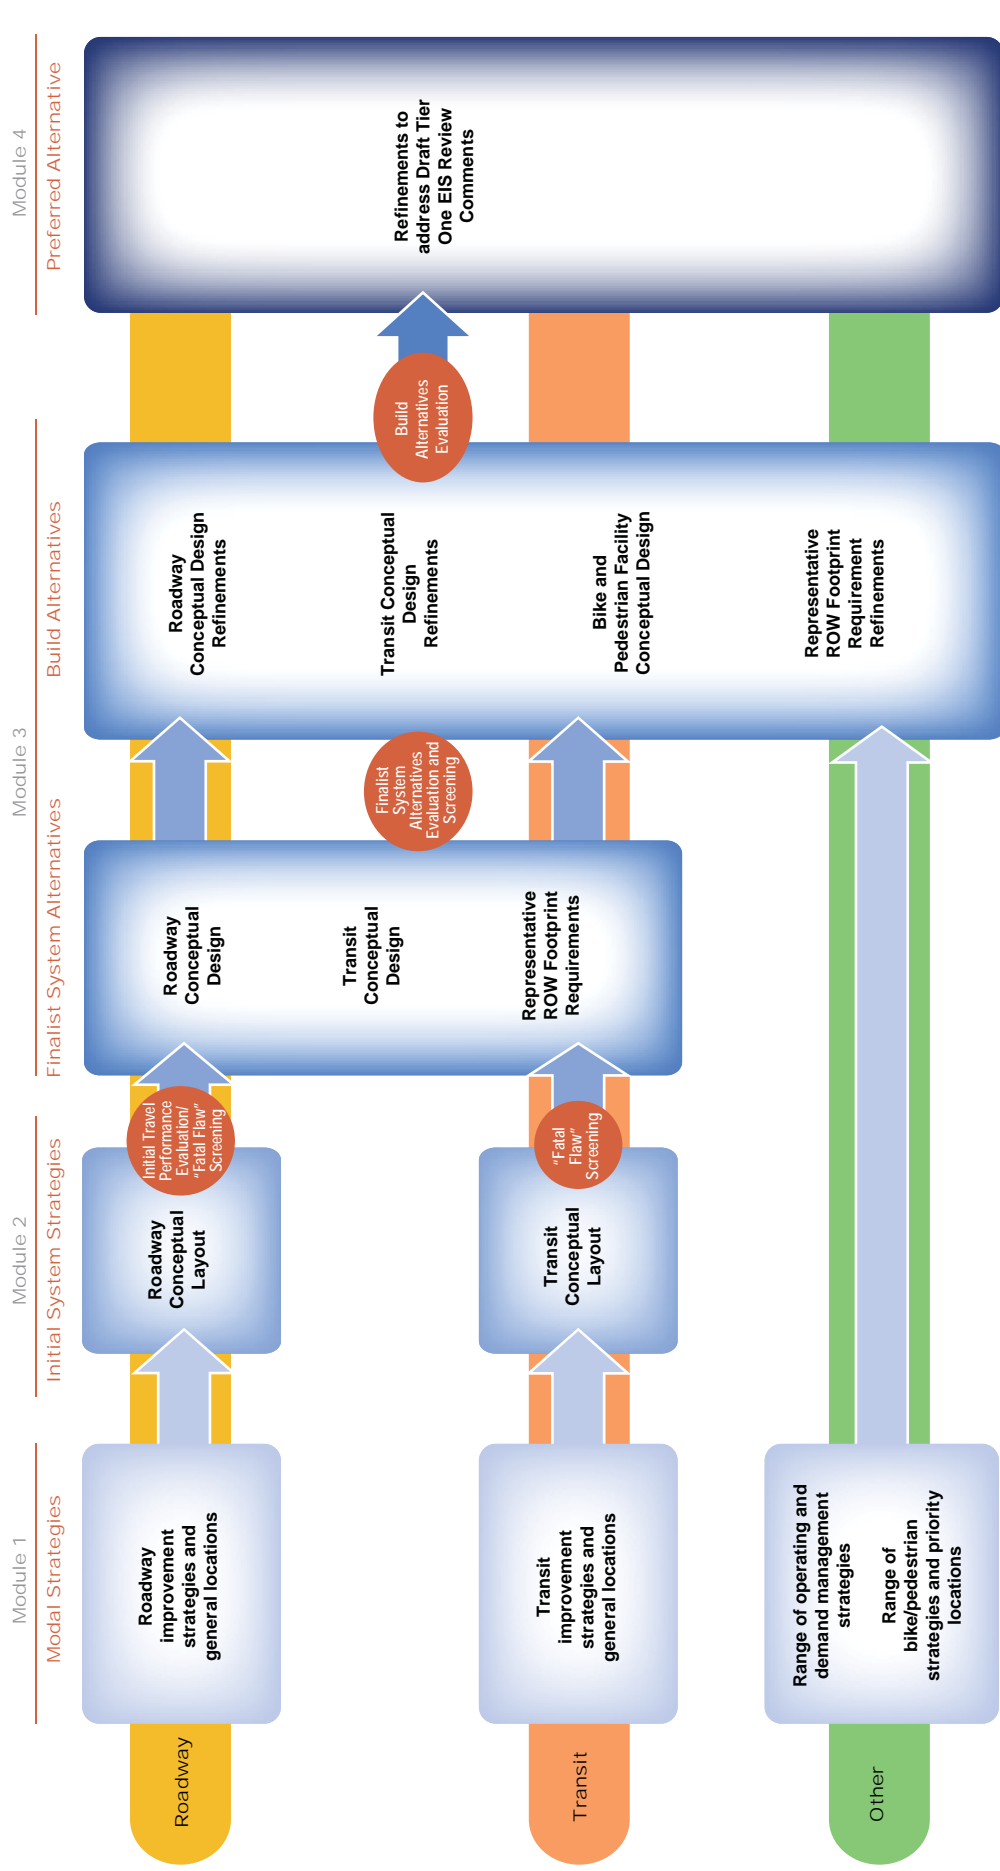 Module 1
Module 2
Module 3
Module 4
Modal Strategies
Initial System Strategies
Finalist System Alternatives
Build Alternatives
Preferred Alternative
Roadway
Roadway
improvement
strategies and
general locations
Roadway
Conceptual
Layout
Initial Travel
Performance
Evaluation/
"Fatal Flaw"
Screening
Transit
Transit
improvement
strategies and
general locations
Transit
Conceptual
Layout
"Fatal
Flaw"
Screening
Other
Range of operating and
demand management
strategies
Range of
bike/pedestrian
strategies and priority
locations
Roadway
Conceptual
Design
Transit
Conceptual
Design
Representative
ROW Footprint
Requirements
Finalist
System
Alternatives
Evaluation and
Screening
Roadway
Conceptual Design
Refinements
Transit Conceptual
Design
Refinements
Bike and
Pedestrian Facility
Conceptual Design
Representative
ROW Footprint
Requirement
Refinements
Build
Alternatives
Evaluation
Refinements to
address Draft Tier
One EIS Review
Comments